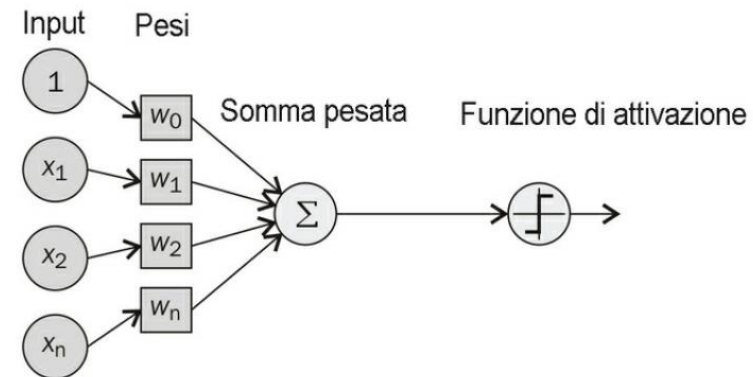 Input Pesi
1
w0
Somma pesata
Funzione di attivazione
x1
w1
Σ
x2
w2
xn
wn